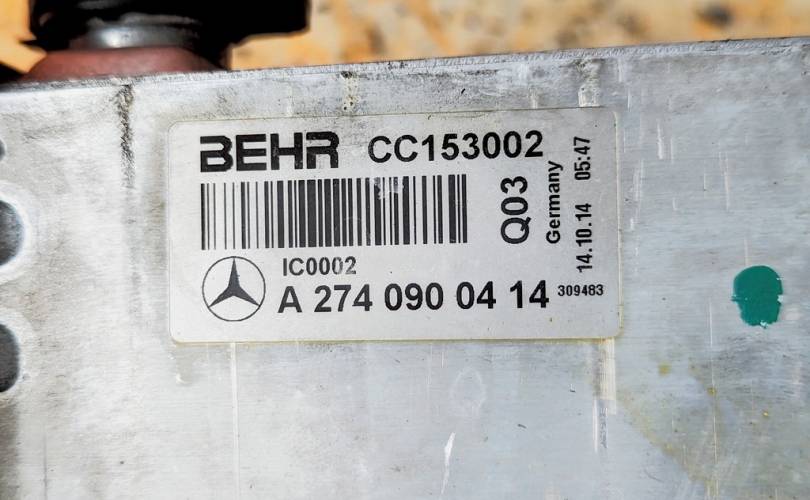 BEHR CC153002
Q03
Germany
14.10.14 05:47
IC0002
A 274 090 04 14 309483